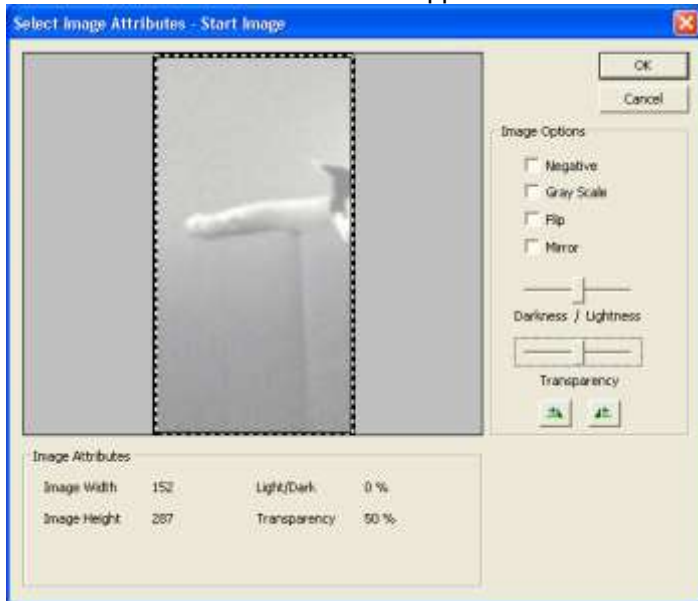 Select Image Attributes - Start Image
OK
Cancel
Image Options
Negative
Gray Scale
Flip
Mirror
Darkness / Lightness
Transparency
Image Attributes
Image Width 152 Light/Dark 0 %
Image Height 287 Transparency 50 %